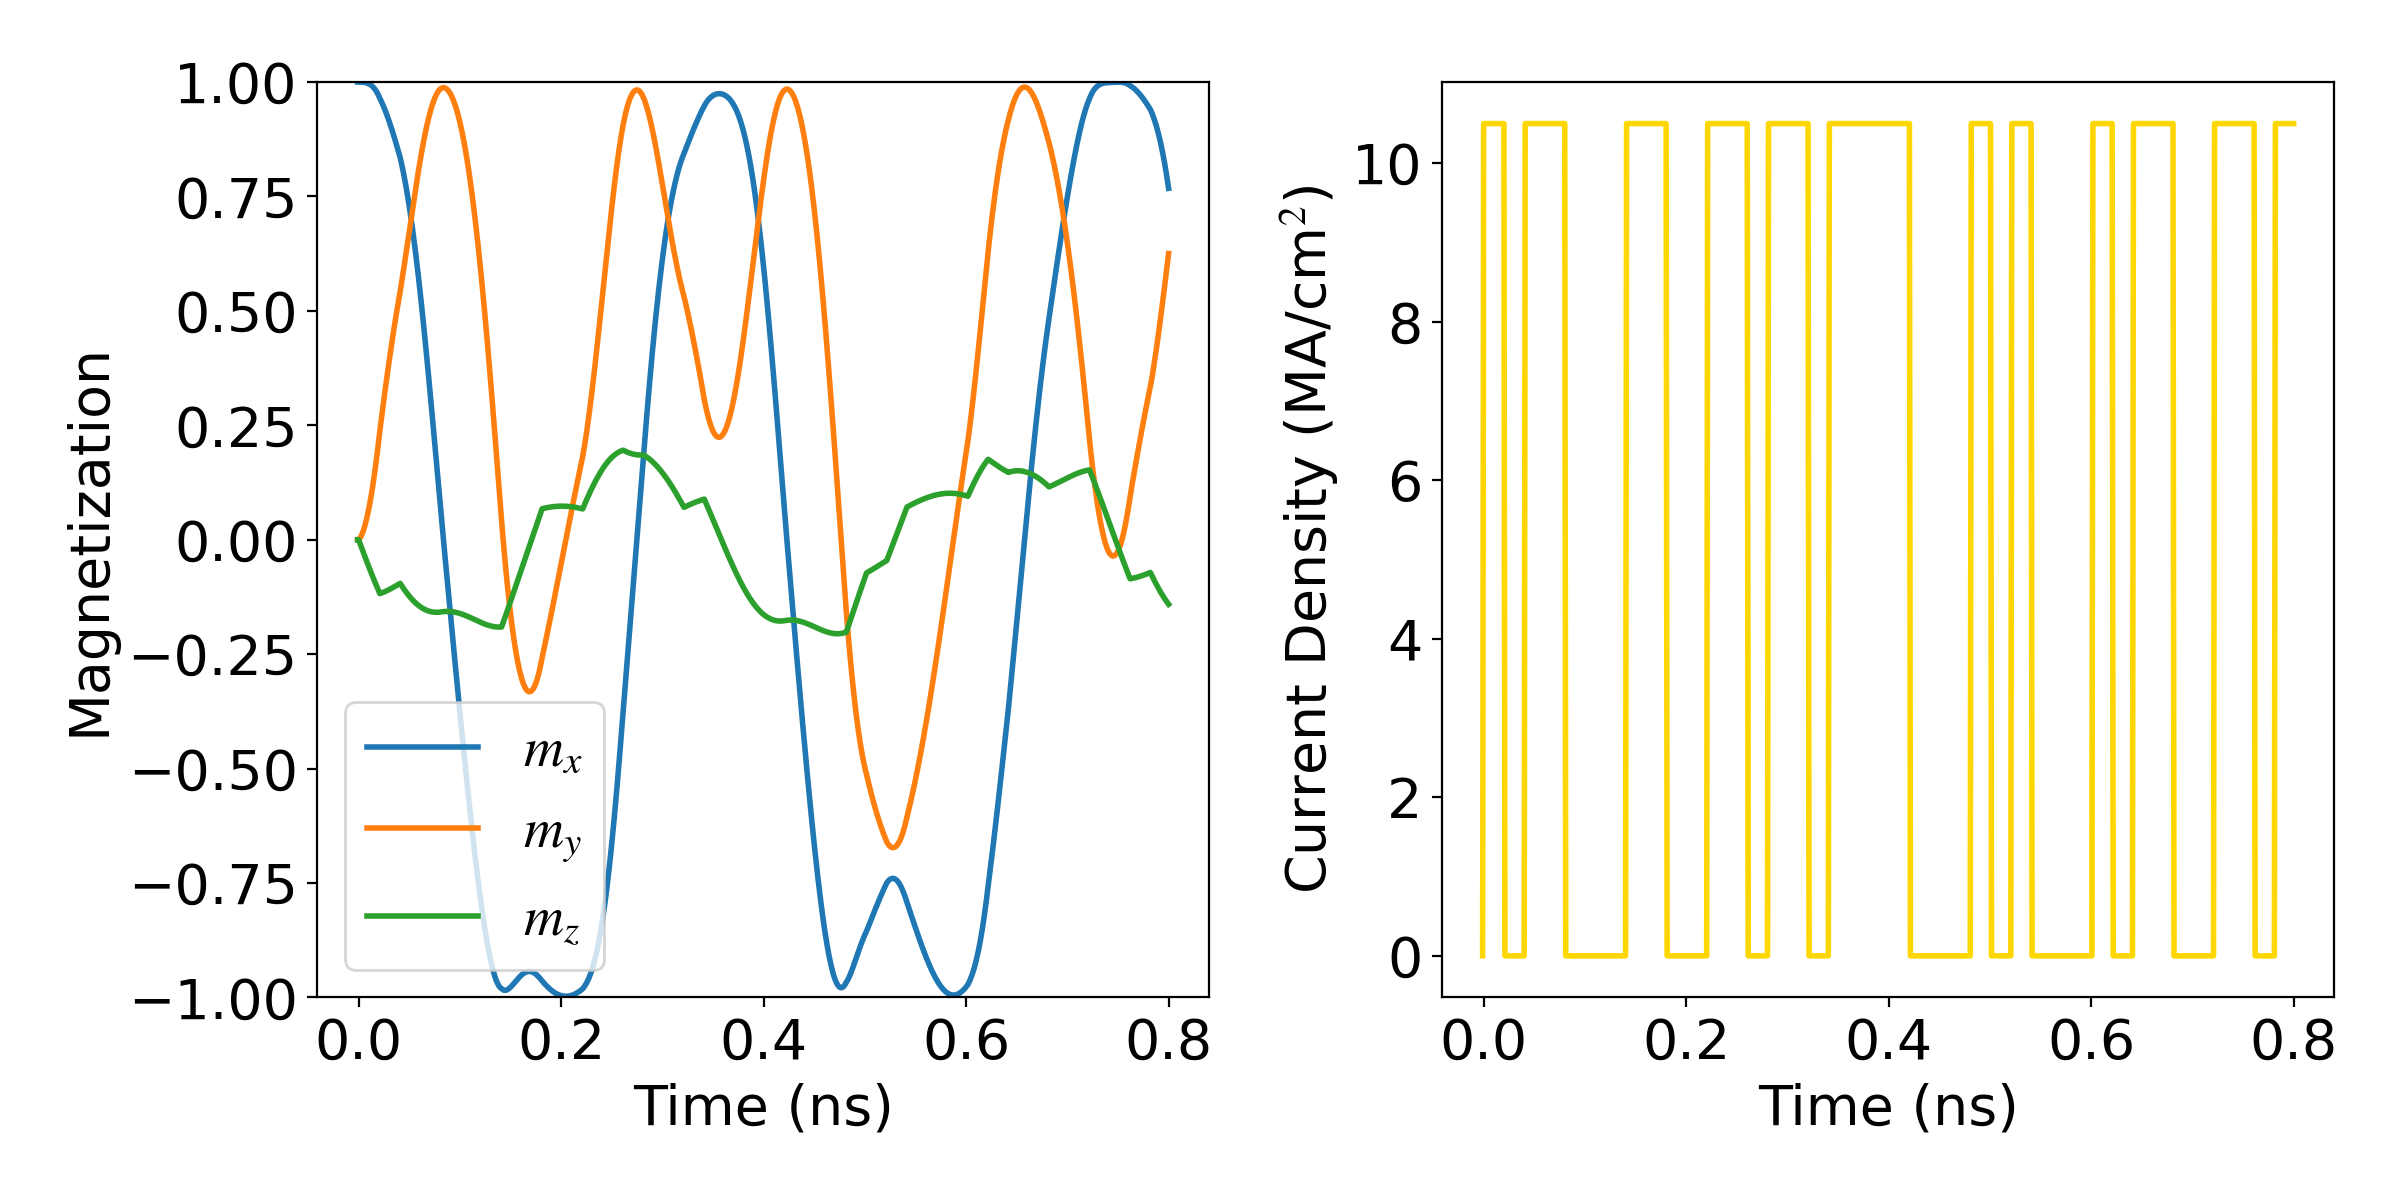 Magnetization
1.00
0.75
0.50
0.25
0.00
−0.25
−0.50
−0.75
−1.00
m_x
m_y
m_z
0.0 0.2 0.4 0.6 0.8
Time (ns)
Current Density (MA/cm²)
10
8
6
4
2
0
0.0 0.2 0.4 0.6 0.8
Time (ns)